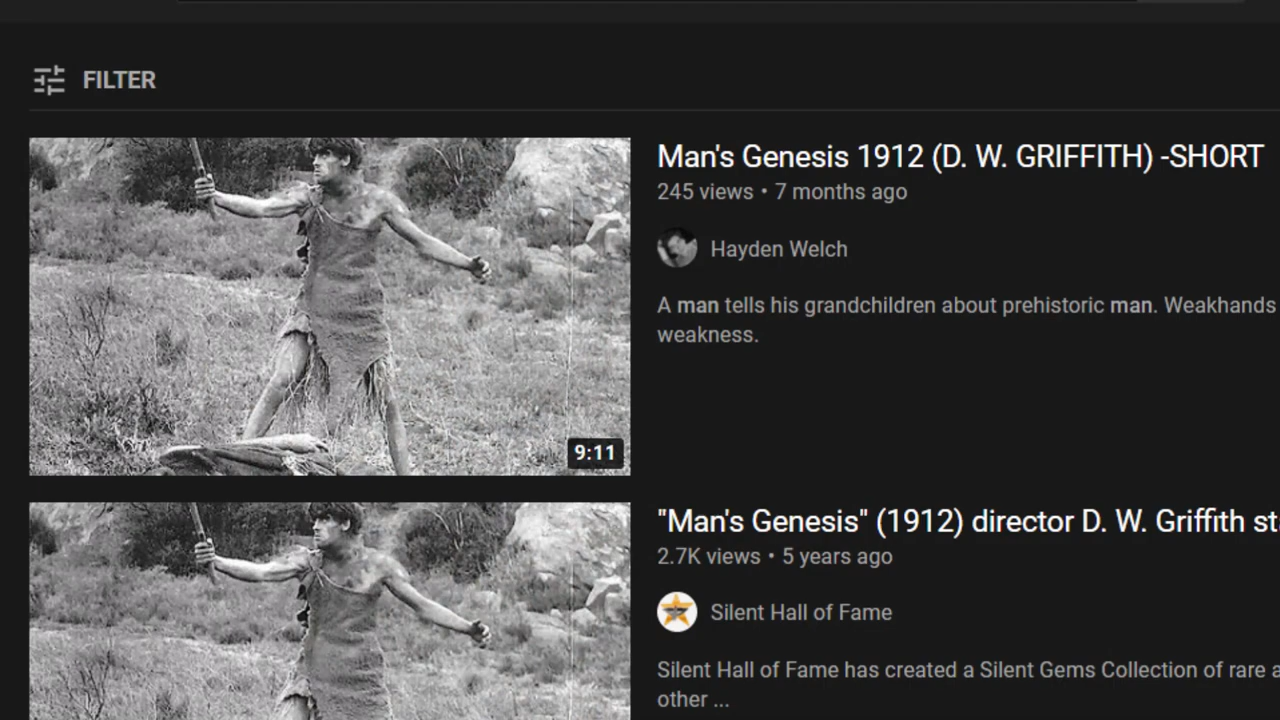 FILTER
Man's Genesis 1912 (D. W. GRIFFITH) -SHORT
245 views • 7 months ago
Hayden Welch
A man tells his grandchildren about prehistoric man. Weakhands
weakness.
9:11
"Man's Genesis" (1912) director D. W. Griffith
2.7K views • 5 years ago
Silent Hall of Fame
Silent Hall of Fame has created a Silent Gems Collection of rare
other ...